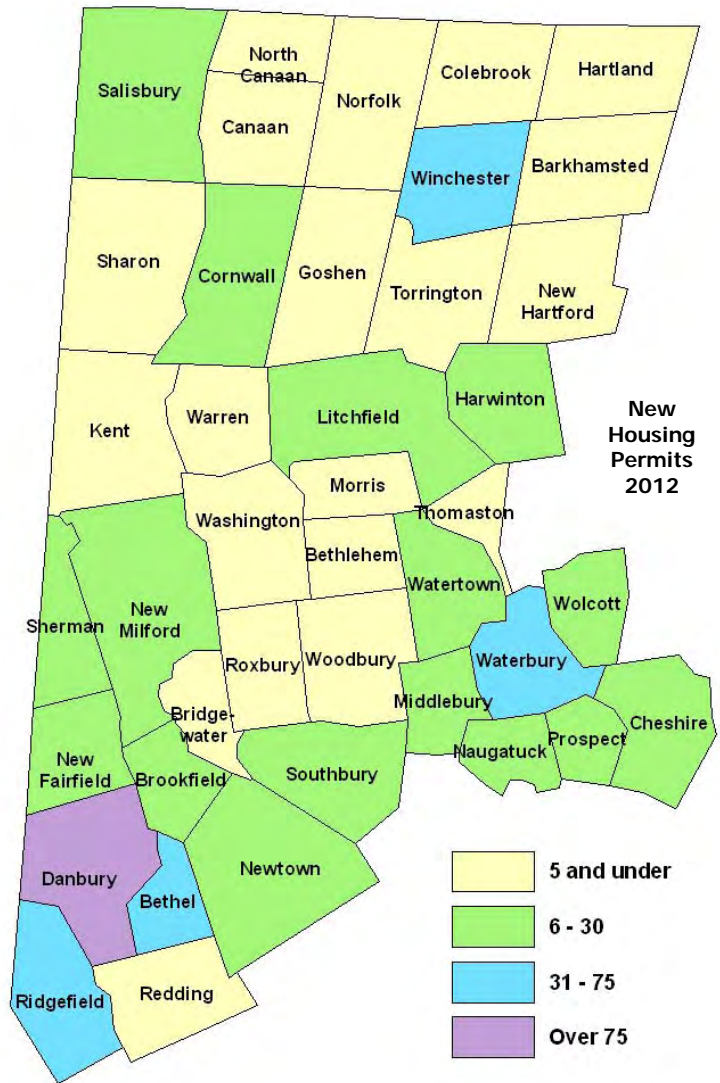 North
Canaan
Colebrook
Hartland
Salisbury
Norfolk
Canaan
Winchester
Barkhamsted
Sharon
Cornwall
Goshen
Torrington
New
Hartford
Kent
Warren
Litchfield
Harwinton
New
Housing
Permits
2012
Morris
Thomaston
Washington
Bethlehem
Watertown
Wolcott
Sherman
New
Milford
Roxbury
Woodbury
Waterbury
Middlebury
Bridge-
water
Cheshire
Prospect
Naugatuck
New
Fairfield
Brookfield
Southbury
Danbury
Bethel
Newtown
Ridgefield
Redding
5 and under
6 - 30
31 - 75
Over 75